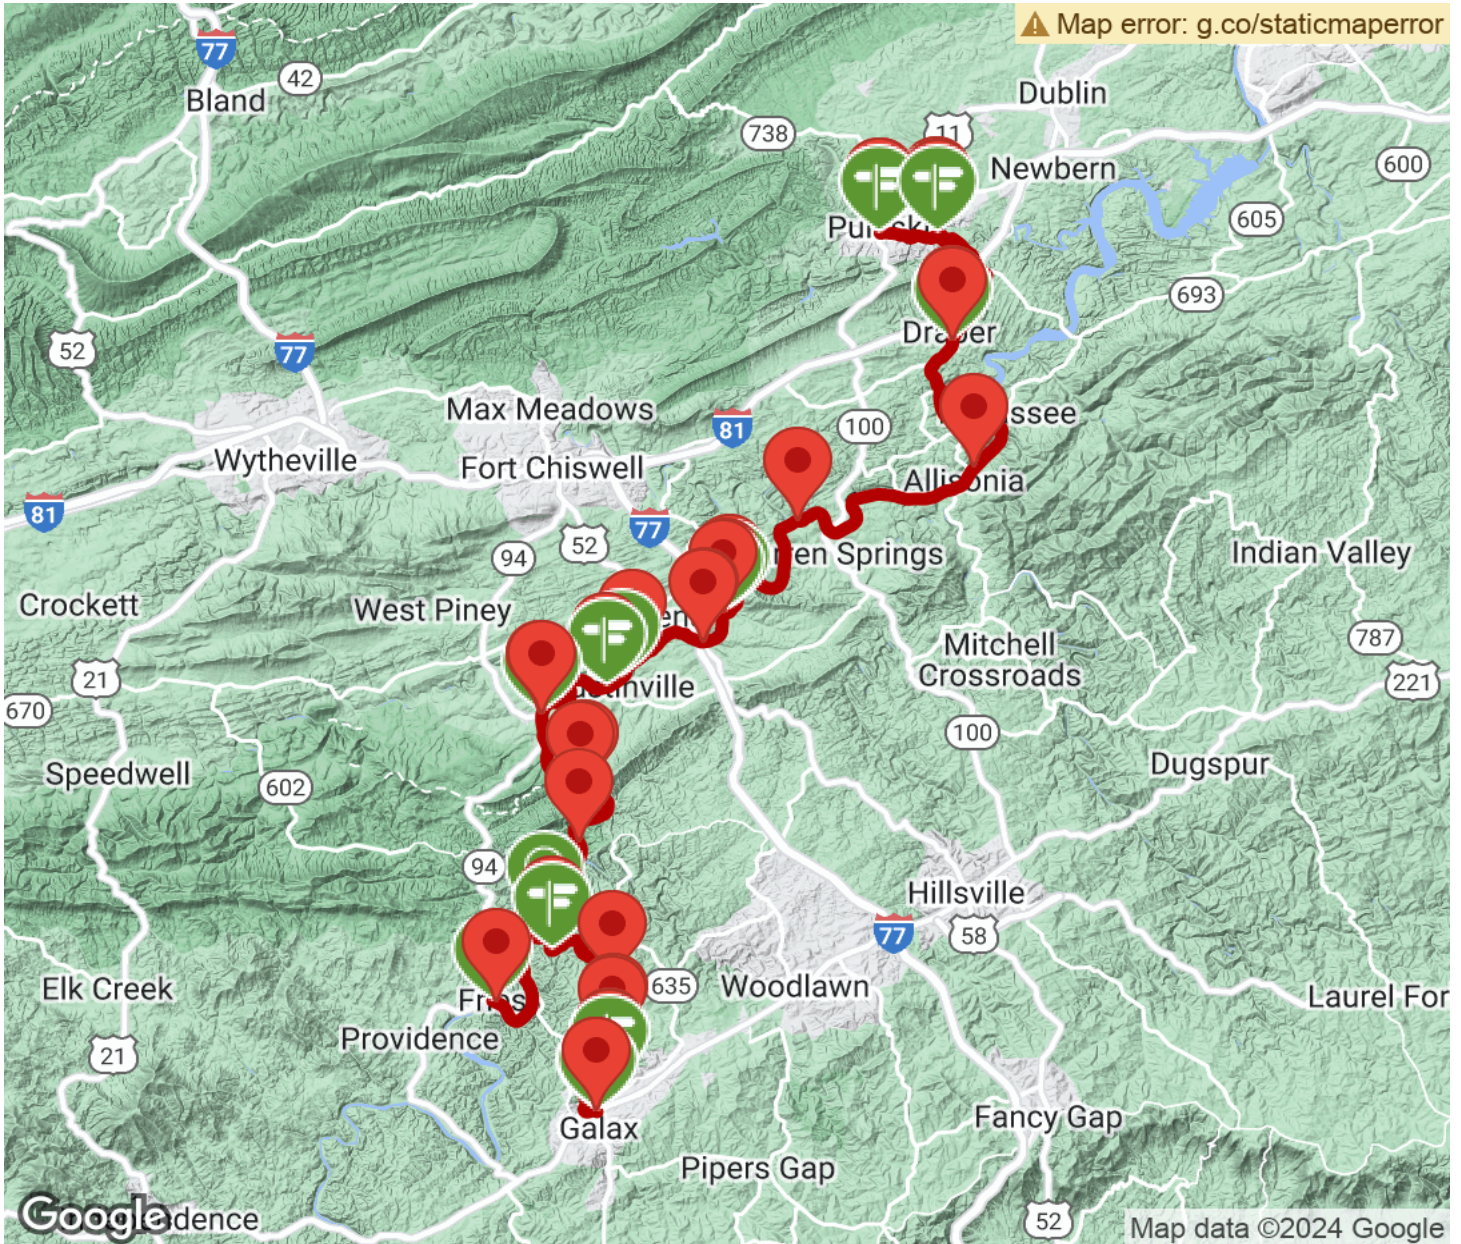 Map error: g.co/staticmaperror
77
42
Bland
Dublin
738
11
Newbern
600
605
693
52
77
Draper
Max Meadows
81
100
Wytheville
Fort Chiswell
Allisonia
81
77
94
52
Indian Valley
Crockett
West Piney
787
Mitchell
Crossroads
21
221
670
100
Speedwell
Dugspur
602
94
Hillsville
77
58
Elk Creek
635
Woodlawn
Laurel For
Fries
Providence
21
Fancy Gap
Galax
Pipers Gap
Google
52
Map data ©2024 Google